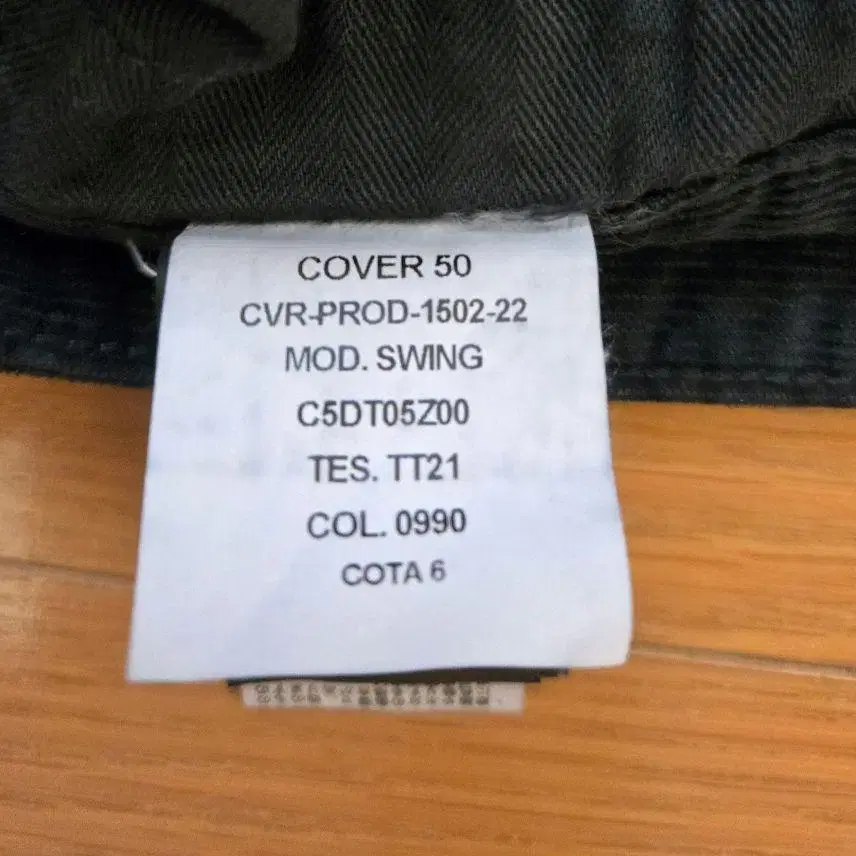 COVER 50
CVR-PROD-1502-22
MOD. SWING
C5DT05Z00
TES. TT21
COL. 0990
COTA 6